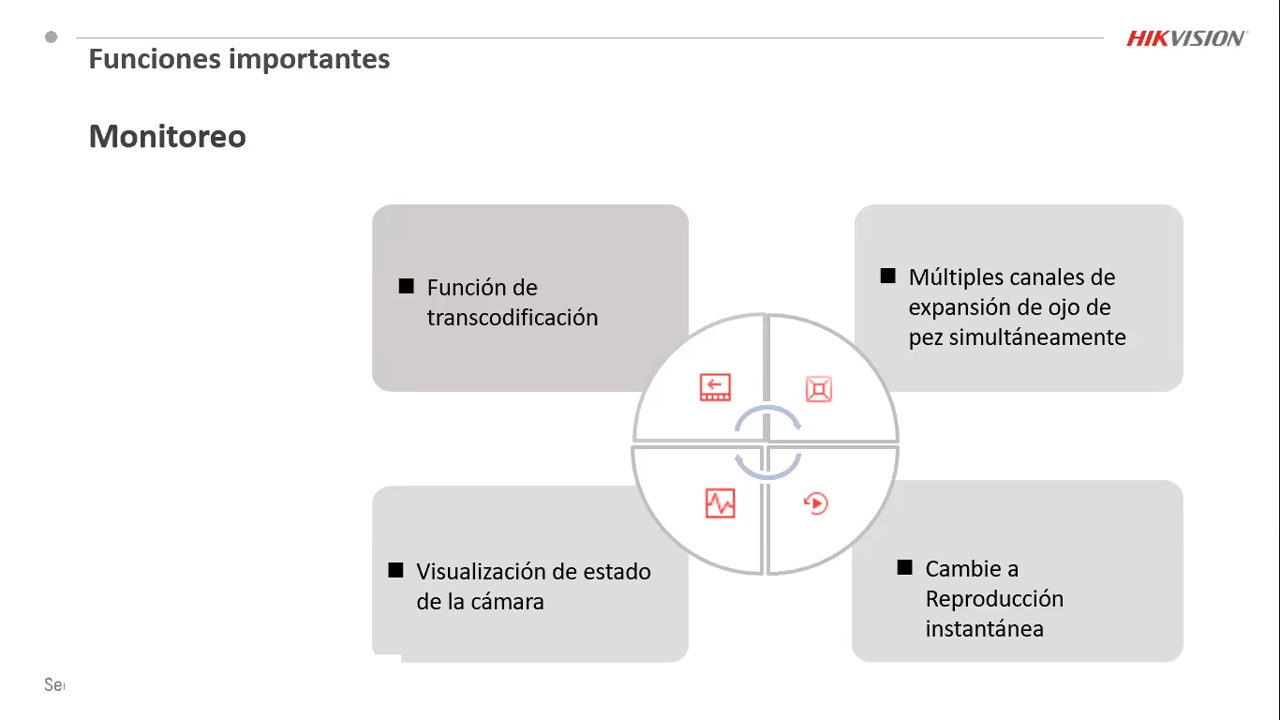 HIKVISION
Funciones importantes
Monitoreo
Función de
transcodificación
Múltiples canales de
expansión de ojo de
pez simultáneamente
Visualización de estado
de la cámara
Cambie a
Reproducción
instantánea